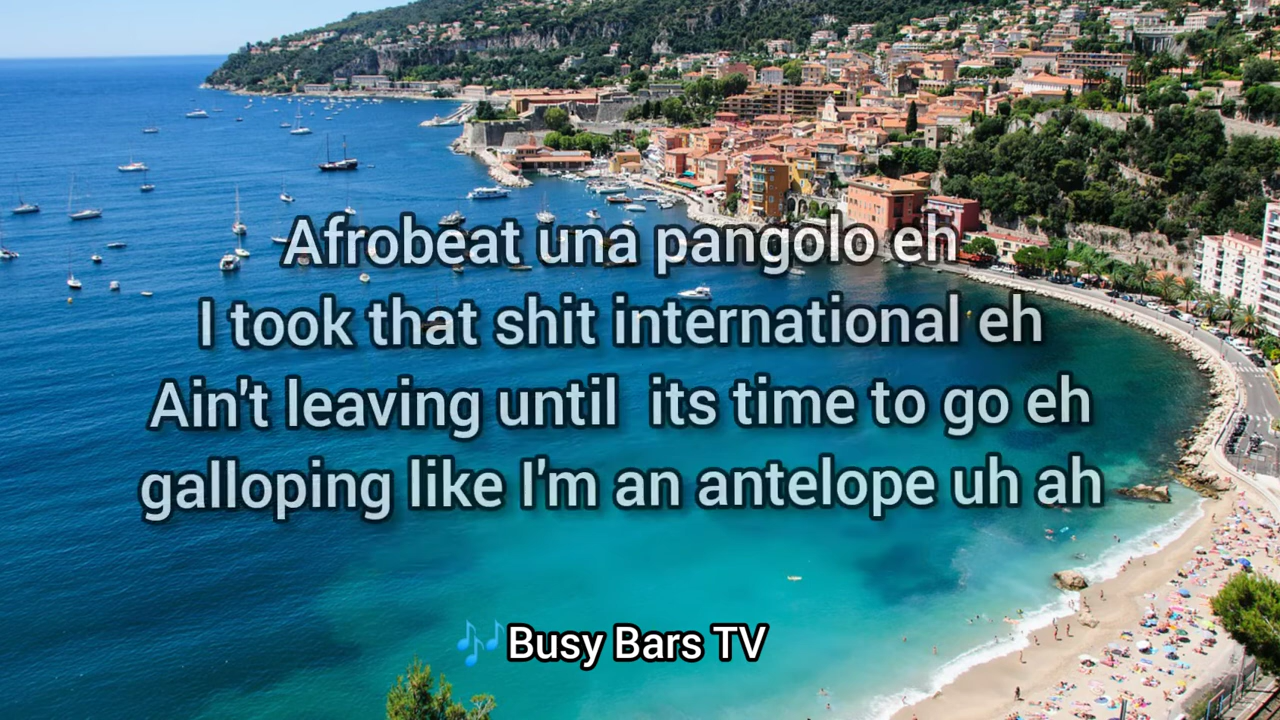 Afrobeat una pangolo eh
I took that shit international eh
Ain't leaving until  its time to go eh
galloping like I'm an antelope uh ah
🎶Busy Bars TV